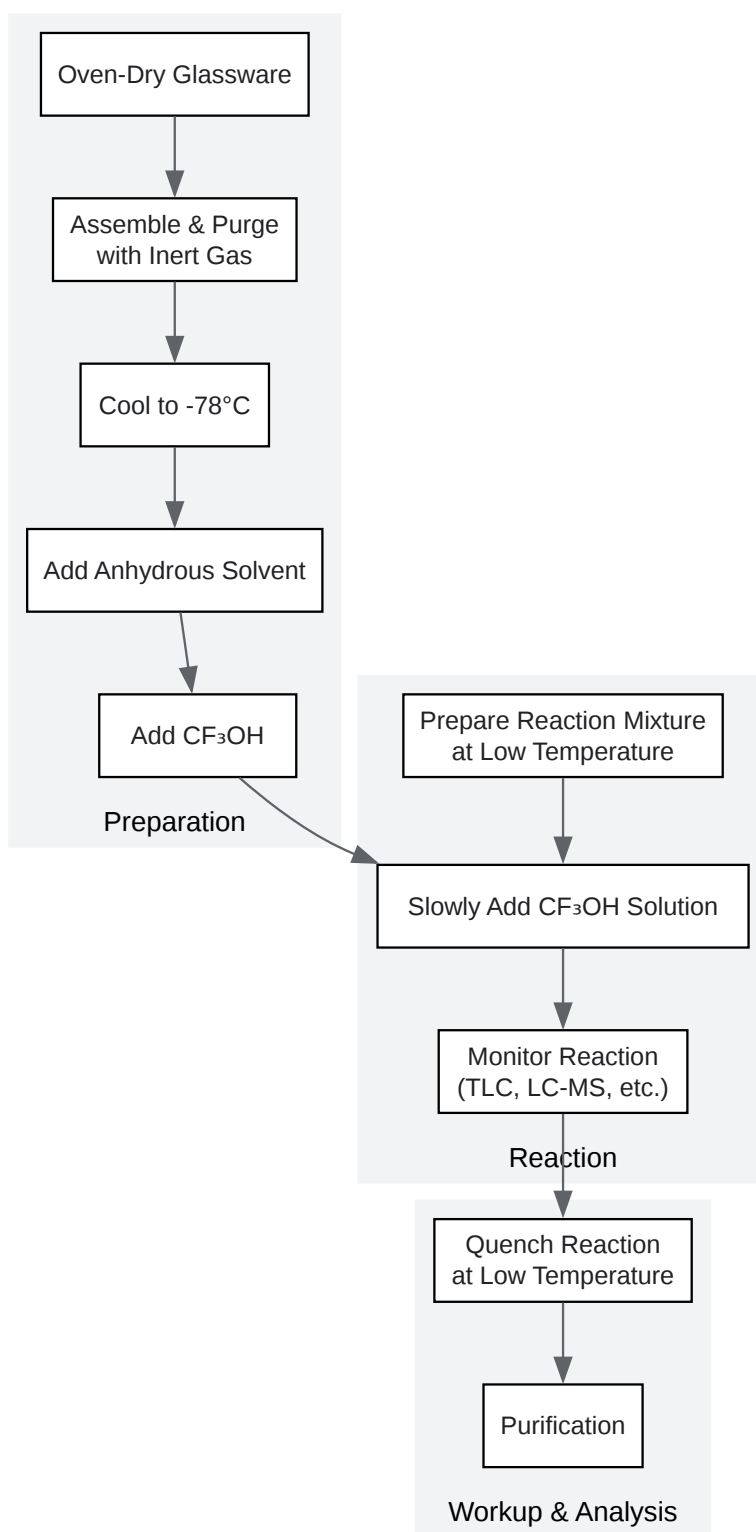 Oven-Dry Glassware
Assemble & Purge
with Inert Gas
Cool to -78°C
Add Anhydrous Solvent
Add CF₃OH
Preparation
Prepare Reaction Mixture
at Low Temperature
Slowly Add CF₃OH Solution
Monitor Reaction
(TLC, LC-MS, etc.)
Reaction
Quench Reaction
at Low Temperature
Purification
Workup & Analysis